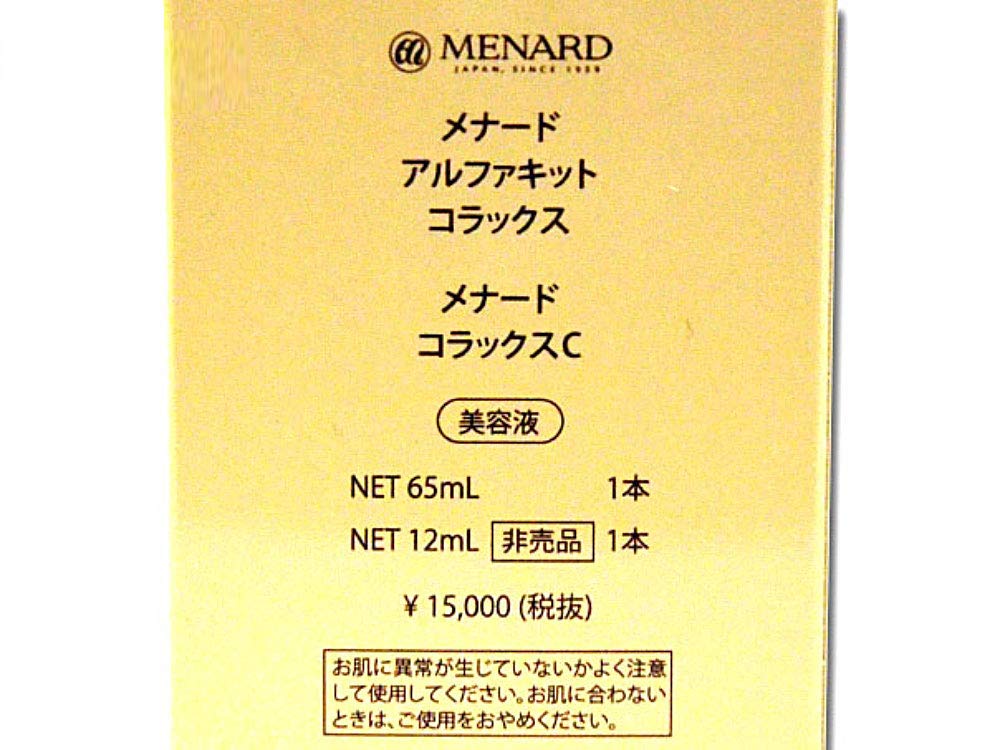 MENARD
JAPAN, SINCE 1959
メナード
アルファキット
コラックス
メナード
コラックスC
美容液
NET 65mL 1本
NET 12mL 非売品 1本
¥ 15,000 (税抜)
お肌に異常が生じていないかよく注意
して使用してください。お肌に合わない
ときは、ご使用をおやめください。